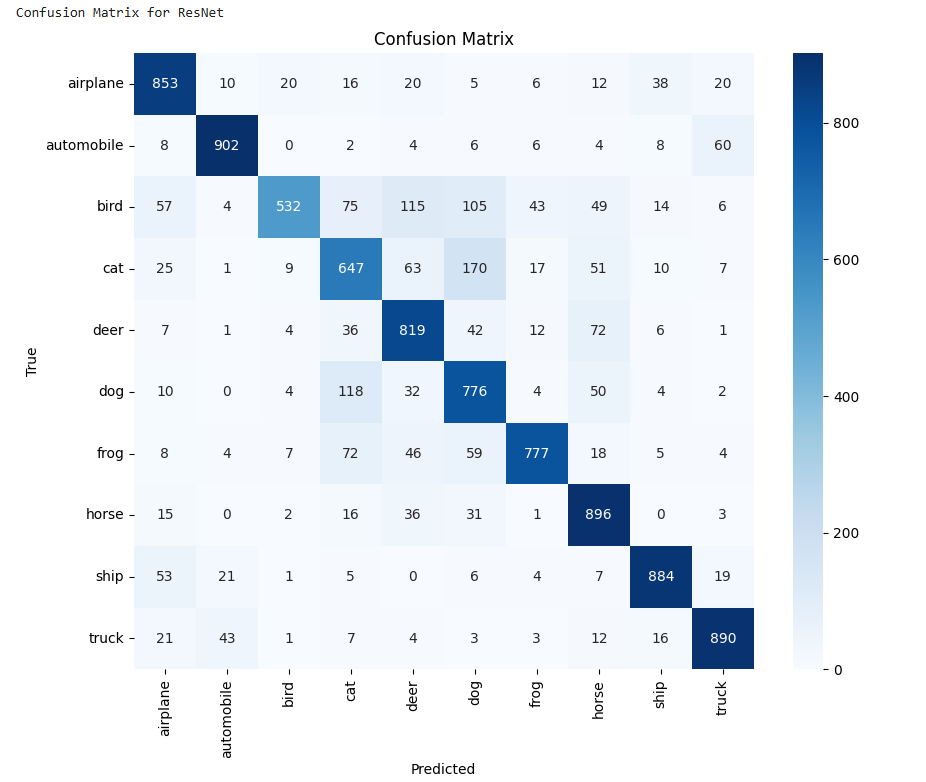 Confusion Matrix for ResNet
Confusion Matrix
airplane 853 10 20 16 20 5 6 12 38 20
automobile 8 902 0 2 4 6 6 4 8 60
bird 57 4 532 75 115 105 43 49 14 6
cat 25 1 9 647 63 170 17 51 10 7
deer 7 1 4 36 819 42 12 72 6 1
dog 10 0 4 118 32 776 4 50 4 2
frog 8 4 7 72 46 59 777 18 5 4
horse 15 0 2 16 36 31 1 896 0 3
ship 53 21 1 5 0 6 4 7 884 19
truck 21 43 1 7 4 3 3 12 16 890
airplane automobile bird cat deer dog frog horse ship truck
Predicted
True
800
600
400
200
0